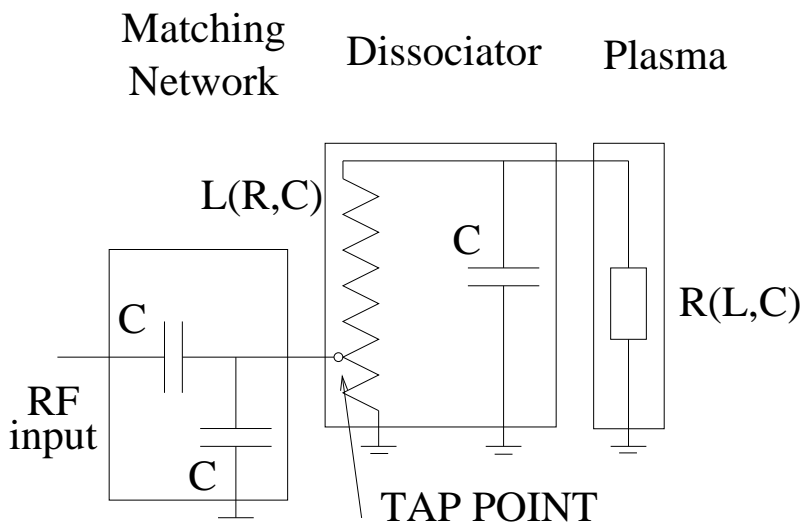 Matching
Network
Dissociator
Plasma
L(R,C)
C
C
R(L,C)
RF
input
C
TAP POINT